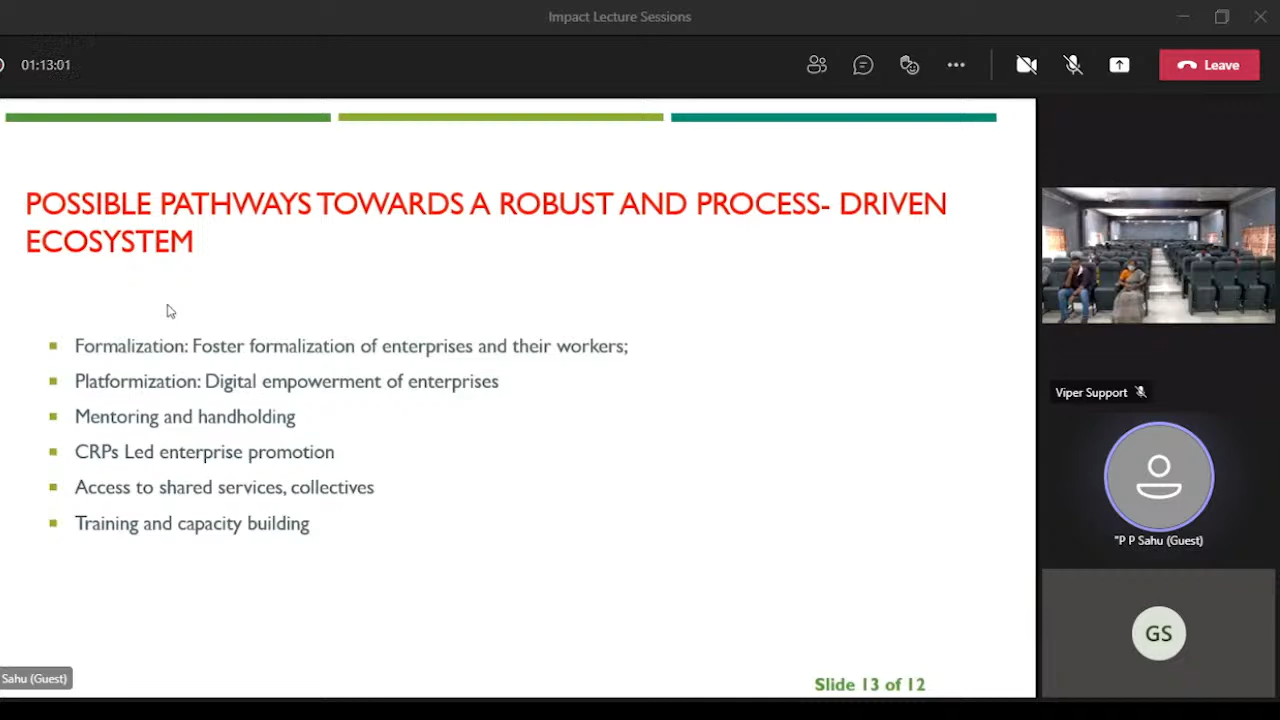 Impact Lecture Sessions
01:13:01
Leave
POSSIBLE PATHWAYS TOWARDS A ROBUST AND PROCESS- DRIVEN
ECOSYSTEM
Formalization: Foster formalization of enterprises and their workers;
Platformization: Digital empowerment of enterprises
Mentoring and handholding
CRPs Led enterprise promotion
Access to shared services, collectives
Training and capacity building
Slide 13 of 12
Sahu (Guest)
Viper Support
"P P Sahu (Guest)
GS